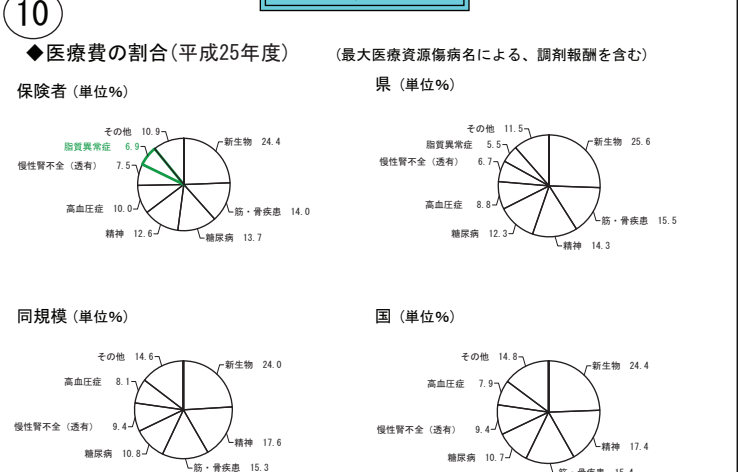 10
◆医療費の割合(平成25年度) (最大医療資源傷病名による、調剤報酬を含む)
保険者 (単位%)
その他 10.9
新生物 24.4
脂質異常症 6.9
慢性腎不全 (透有) 7.5
高血圧症 10.0
筋・骨疾患 14.0
精神 12.6
糖尿病 13.7
県 (単位%)
その他 11.5
新生物 25.6
脂質異常症 5.5
慢性腎不全 (透有) 6.7
高血圧症 8.8
筋・骨疾患 15.5
糖尿病 12.3
精神 14.3
同規模 (単位%)
その他 14.6
新生物 24.0
高血圧症 8.1
慢性腎不全 (透有) 9.4
精神 17.6
糖尿病 10.8
筋・骨疾患 15.3
国 (単位%)
その他 14.8
新生物 24.4
高血圧症 7.9
慢性腎不全 (透有) 9.4
精神 17.4
糖尿病 10.7
筋・骨疾患 15.4